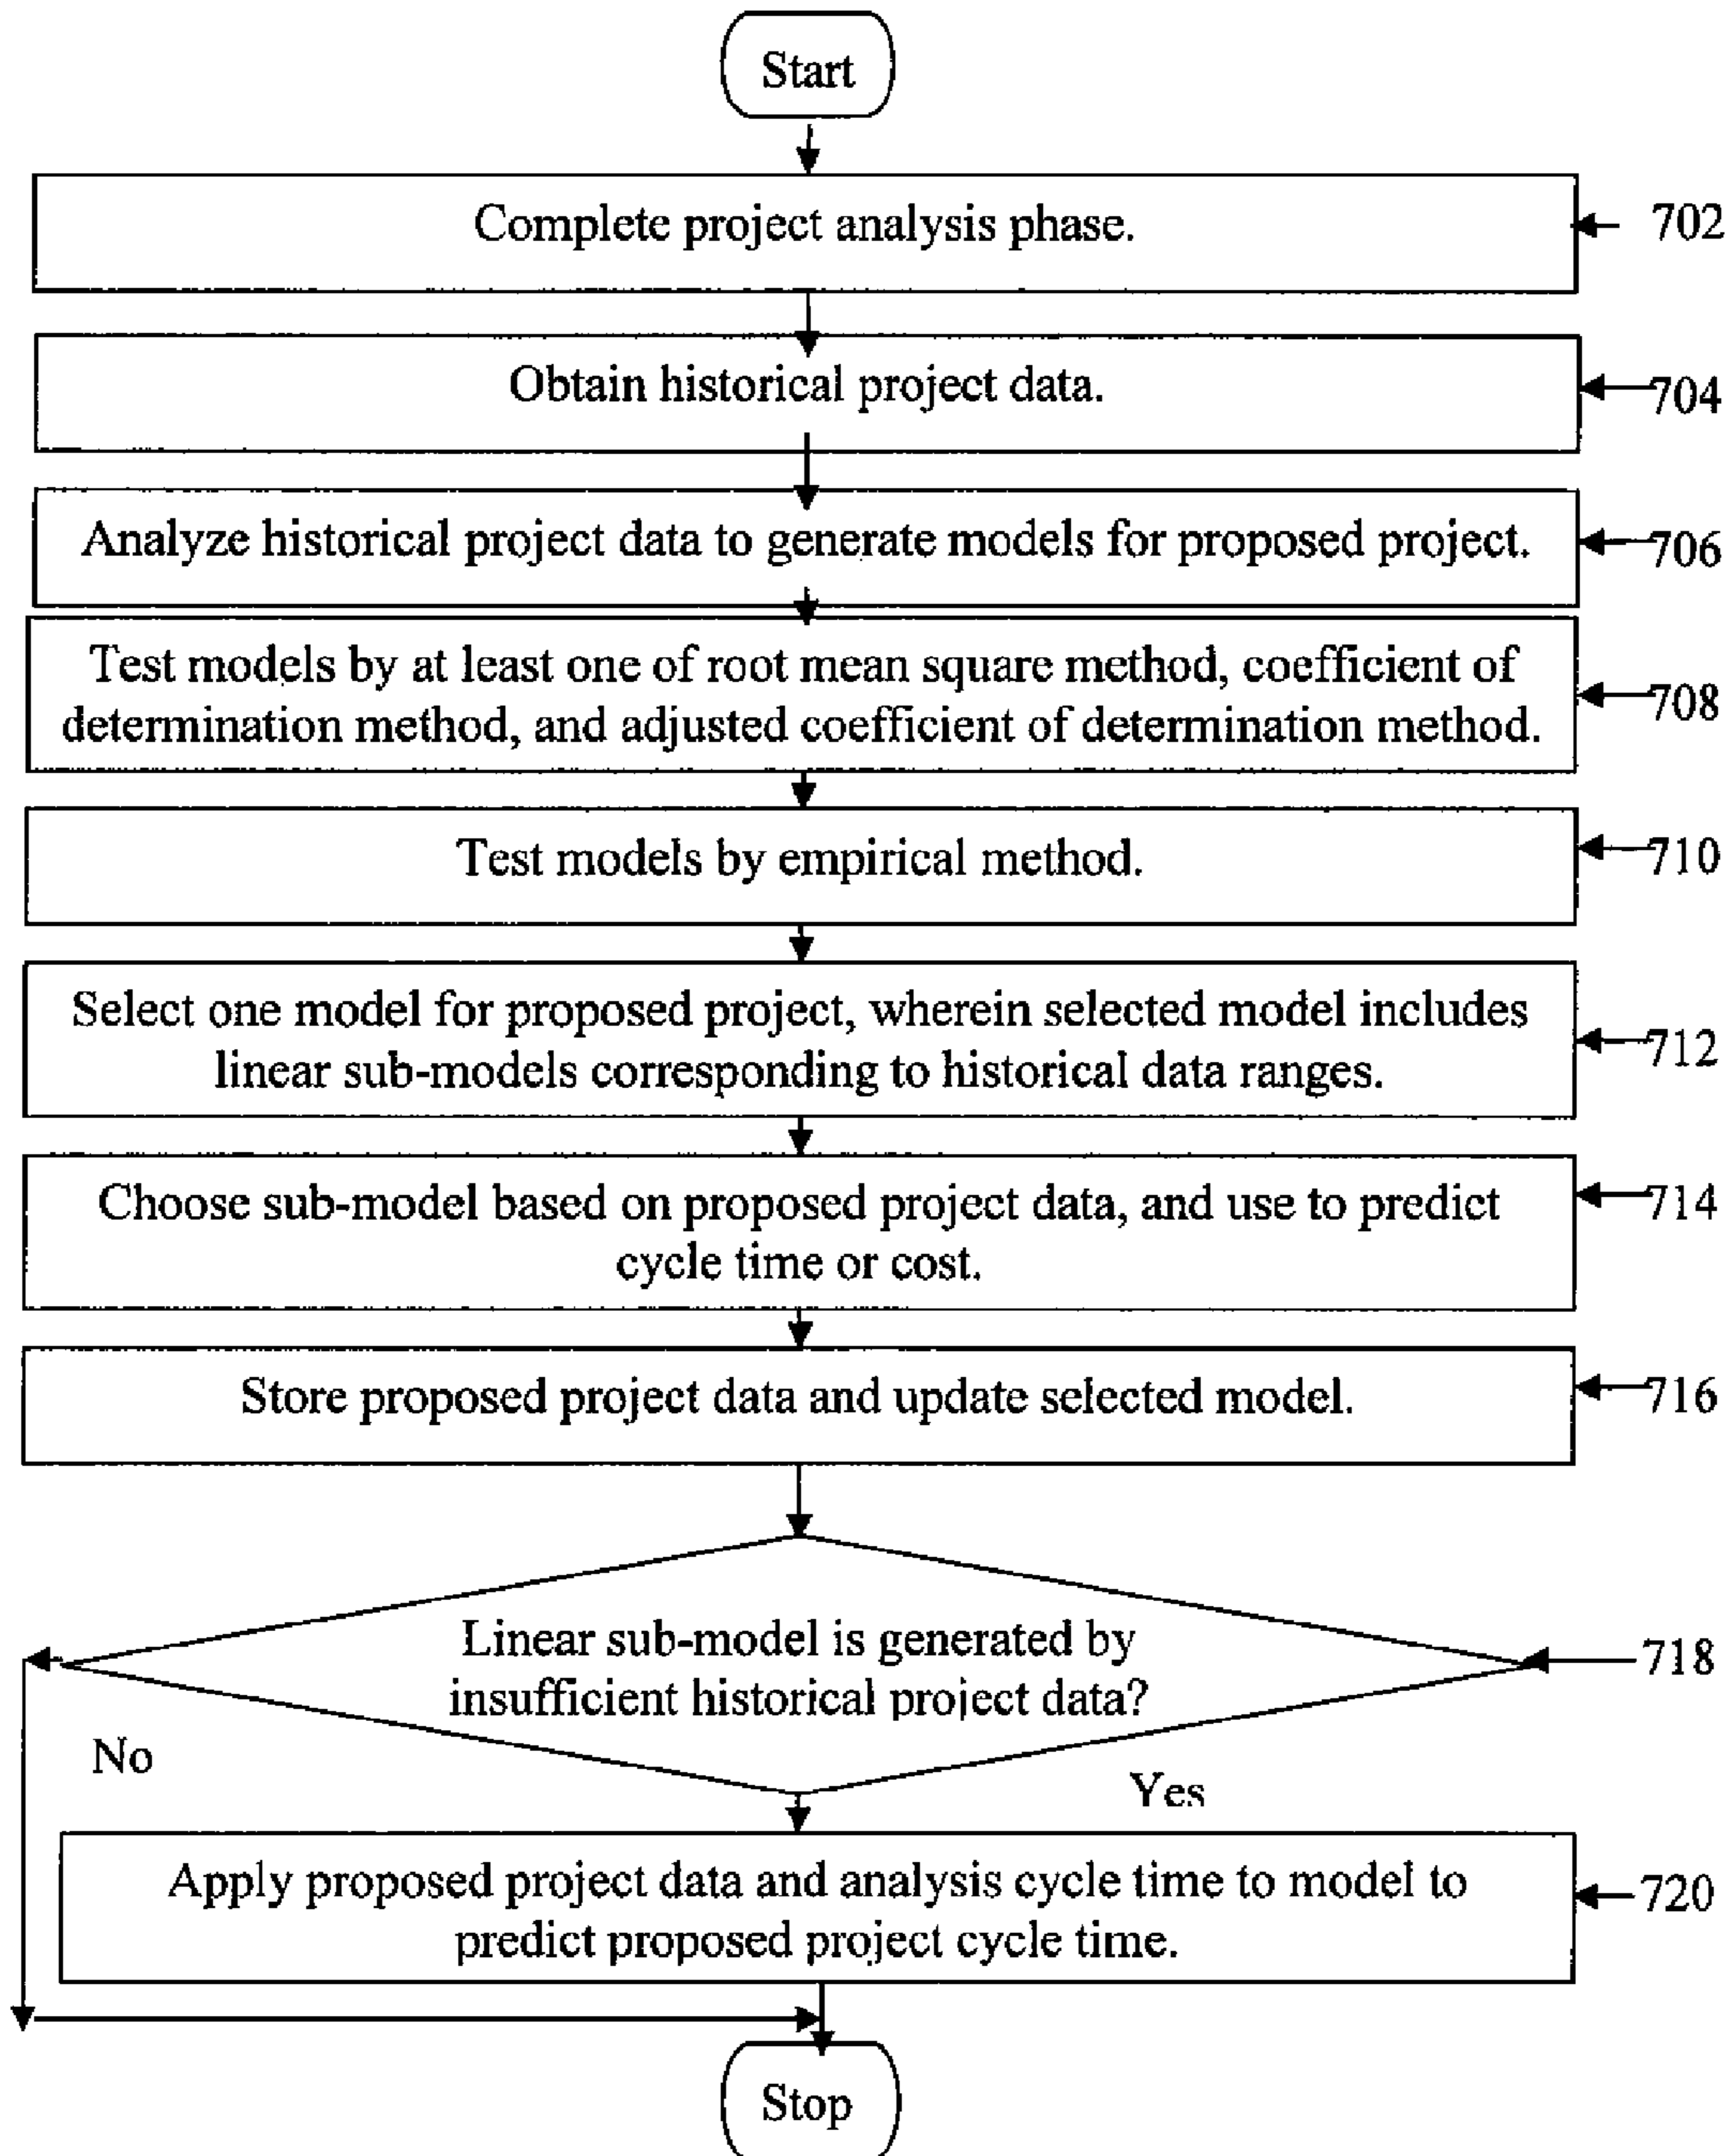 Start
Complete project analysis phase.
702
Obtain historical project data.
704
Analyze historical project data to generate models for proposed project.
706
Test models by at least one of root mean square method, coefficient of
determination method, and adjusted coefficient of determination method.
708
Test models by empirical method.
710
Select one model for proposed project, wherein selected model includes
linear sub-models corresponding to historical data ranges.
712
Choose sub-model based on proposed project data, and use to predict
cycle time or cost.
714
Store proposed project data and update selected model.
716
Linear sub-model is generated by
insufficient historical project data?
718
No
Yes
Apply proposed project data and analysis cycle time to model to
predict proposed project cycle time.
720
Stop